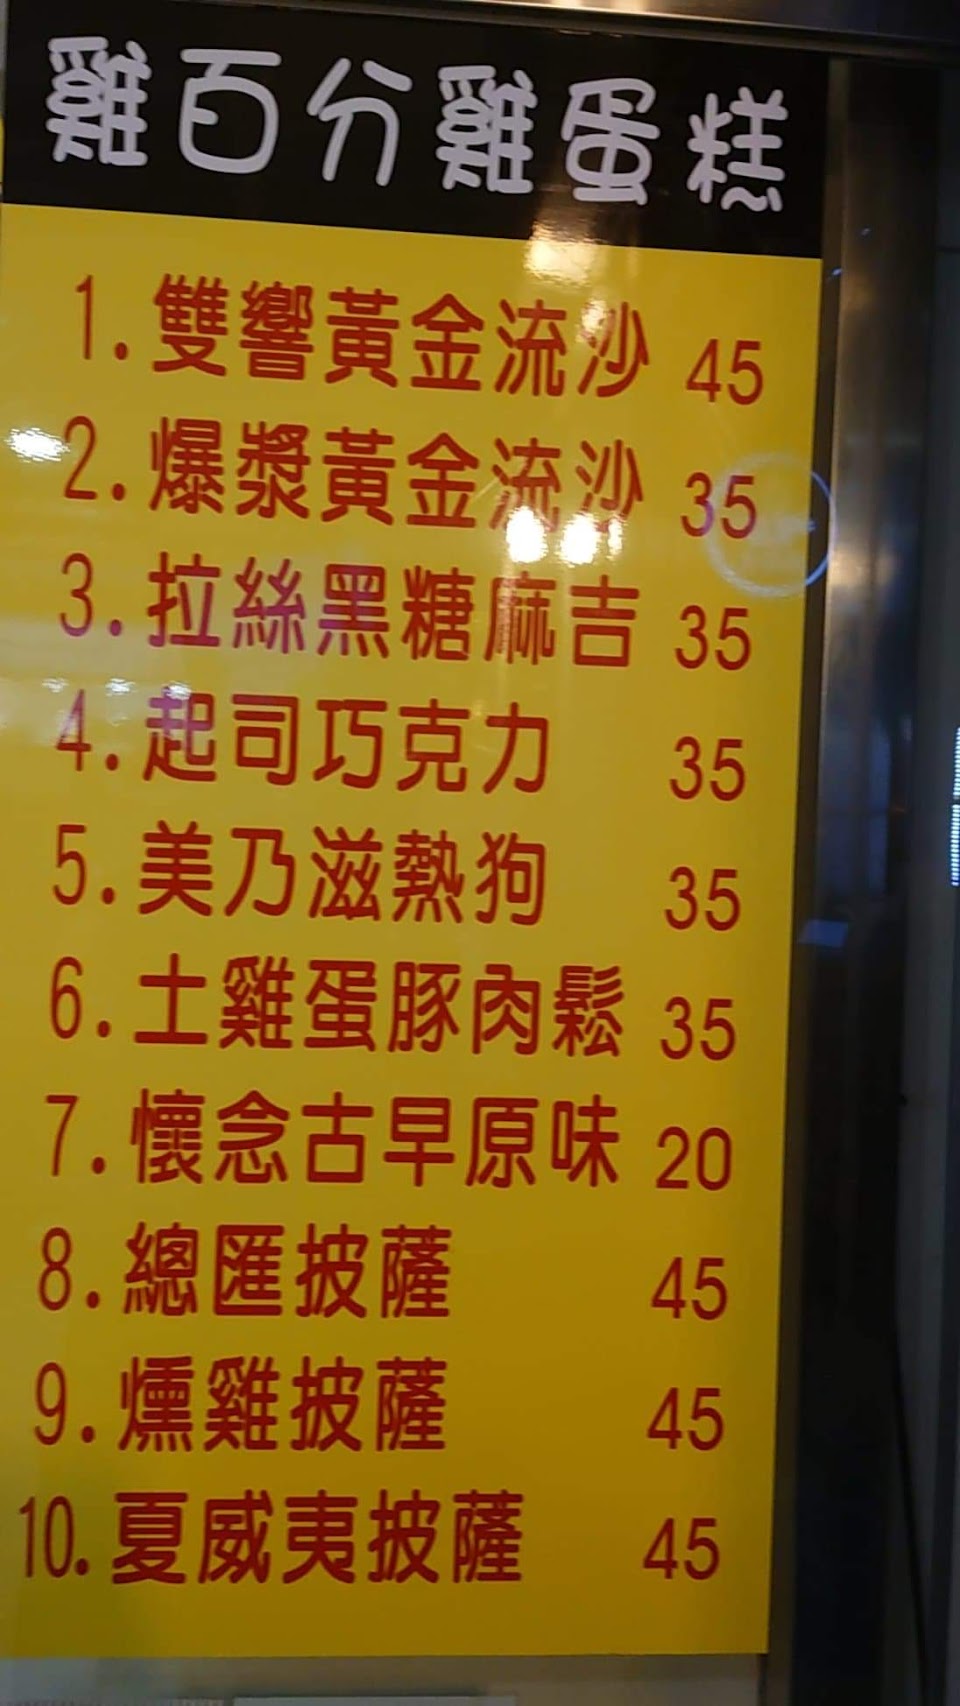 雞百分雞蛋糕
1.雙響黃金流沙 45
2.爆漿黃金流沙 35
3.拉絲黑糖麻吉 35
4.起司巧克力 35
5.美乃滋熱狗 35
6.土雞蛋豚肉鬆 35
7.懷念古早原味 20
8.總匯披薩 45
9.燻雞披薩 45
10.夏威夷披薩 45